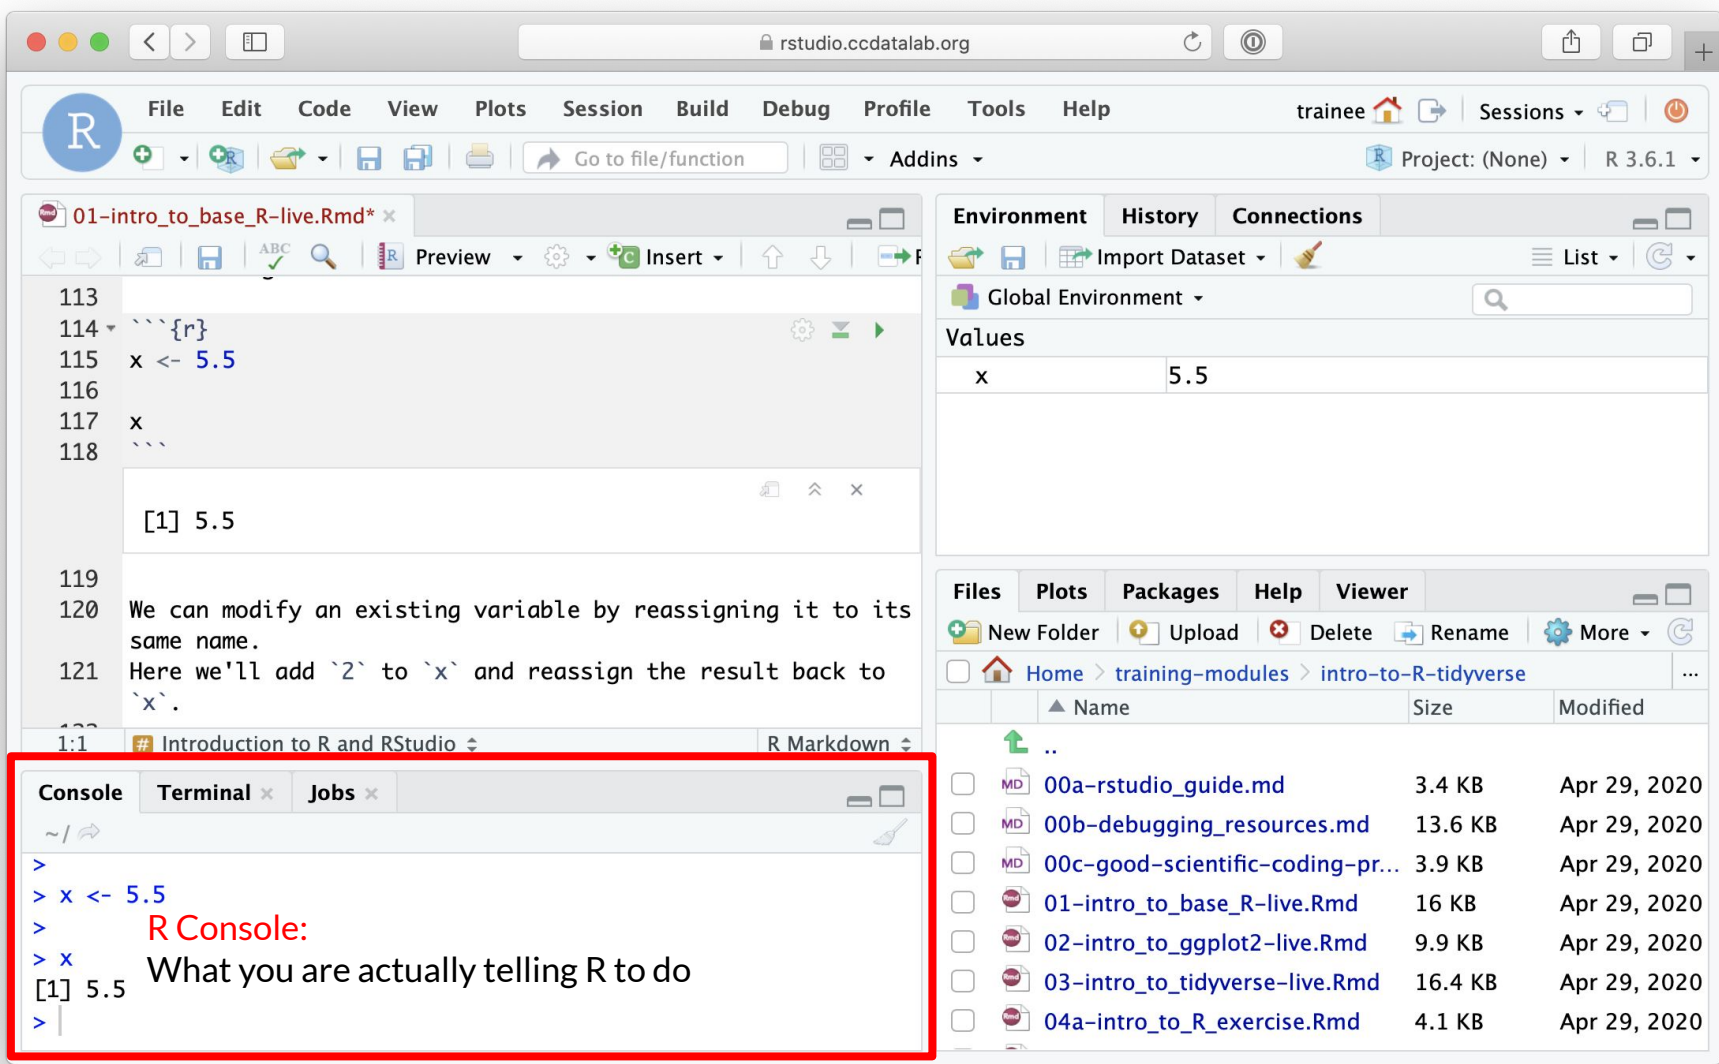 rstudio.ccdatalab.org
R
File Edit Code View Plots Session Build Debug Profile Tools Help
trainee
Sessions
R Go to file/function Addins
R Project: (None) R 3.6.1
Rmd 01-intro_to_base_R-live.Rmd*
ABC R Preview C Insert
113
114 ```{r}
115 x <- 5.5
116
117 x
118 ```
[1] 5.5
119
120 We can modify an existing variable by reassigning it to its
same name.
121 Here we'll add `2` to `x` and reassign the result back to
`x`.
1:1 # Introduction to R and RStudio R Markdown
Console Terminal Jobs
~/
>
> x <- 5.5
>
> x
[1] 5.5
>
R Console:
What you are actually telling R to do
Environment History Connections
Import Dataset List
Global Environment
Values
x 5.5
Files Plots Packages Help Viewer
New Folder Upload Delete Rename More
Home > training-modules > intro-to-R-tidyverse ...
Name Size Modified
..
MD 00a-rstudio_guide.md 3.4 KB Apr 29, 2020
MD 00b-debugging_resources.md 13.6 KB Apr 29, 2020
MD 00c-good-scientific-coding-pr... 3.9 KB Apr 29, 2020
Rmd 01-intro_to_base_R-live.Rmd 16 KB Apr 29, 2020
Rmd 02-intro_to_ggplot2-live.Rmd 9.9 KB Apr 29, 2020
Rmd 03-intro_to_tidyverse-live.Rmd 16.4 KB Apr 29, 2020
Rmd 04a-intro_to_R_exercise.Rmd 4.1 KB Apr 29, 2020